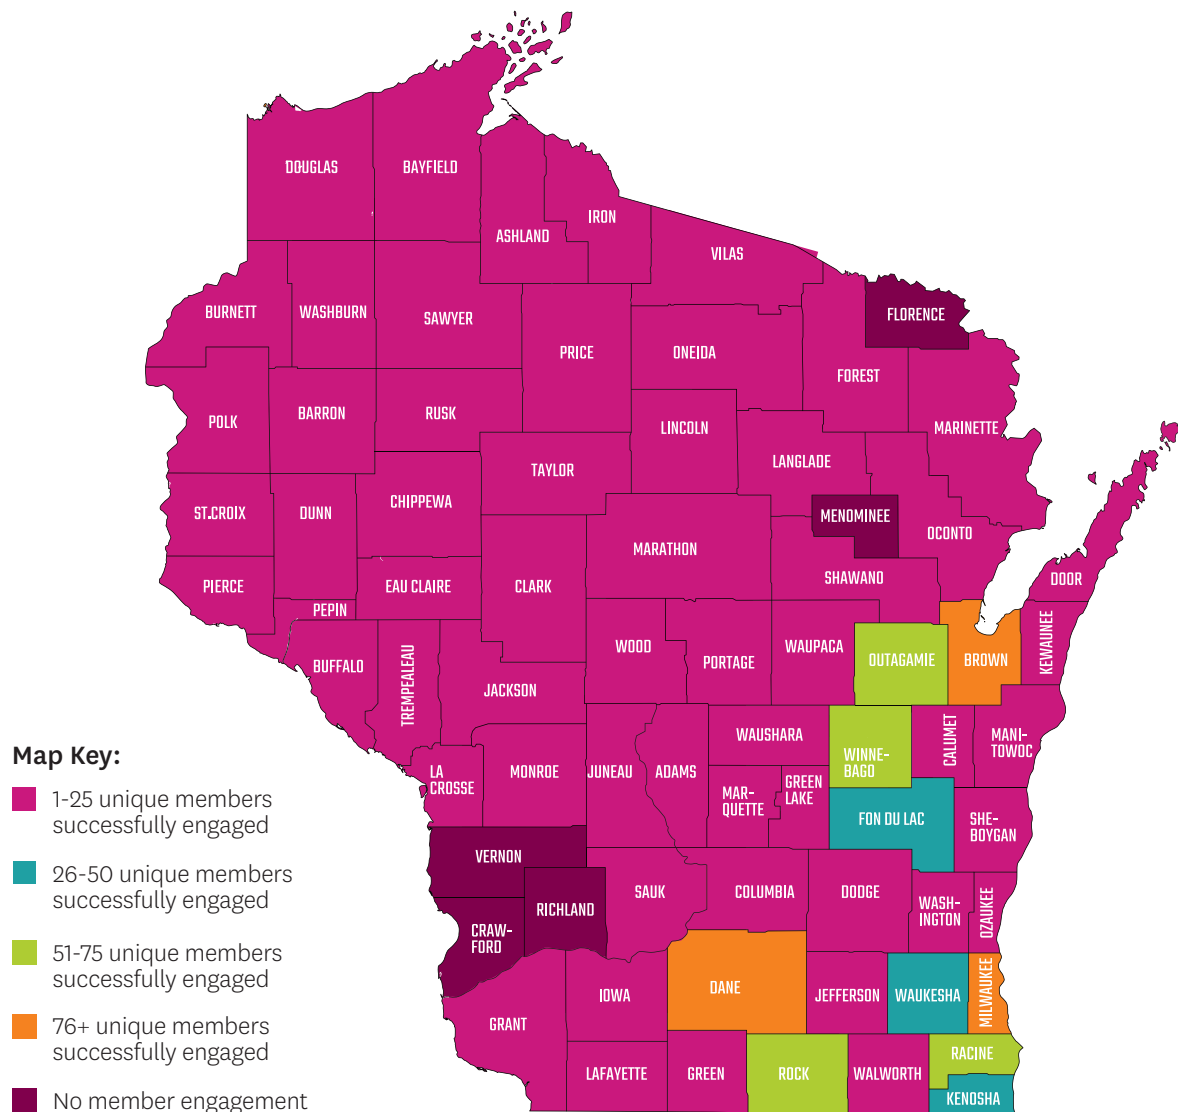 DOUGLAS
BAYFIELD
ASHLAND
IRON
VILAS
BURNETT
WASHBURN
SAWYER
PRICE
ONEIDA
FLORENCE
FOREST
POLK
BARRON
RUSK
LINCOLN
MARINETTE
TAYLOR
LANGLADE
ST.CROIX
DUNN
CHIPPEWA
MARATHON
MENOMINEE
OCONTO
PIERCE
EAU CLAIRE
CLARK
SHAWANO
DOOR
PEPIN
BUFFALO
TREMPEALEAU
JACKSON
WOOD
PORTAGE
WAUPACA
OUTAGAMIE
BROWN
KEWAUNEE
LA
CROSSE
MONROE
JUNEAU
ADAMS
WAUSHARA
MAR-
QUETTE
GREEN
LAKE
WINNE-
BAGO
CALUMET
MANI-
TOWOC
FON DU LAC
SHE-
BOYGAN
VERNON
RICHLAND
CRAW-
FORD
SAUK
COLUMBIA
DODGE
WASH-
INGTON
OZAUKEE
GRANT
IOWA
DANE
JEFFERSON
WAUKESHA
MILWAUKEE
LAFAYETTE
GREEN
ROCK
WALWORTH
RACINE
KENOSHA
Map Key:
1-25 unique members
successfully engaged
26-50 unique members
successfully engaged
51-75 unique members
successfully engaged
76+ unique members
successfully engaged
No member engagement